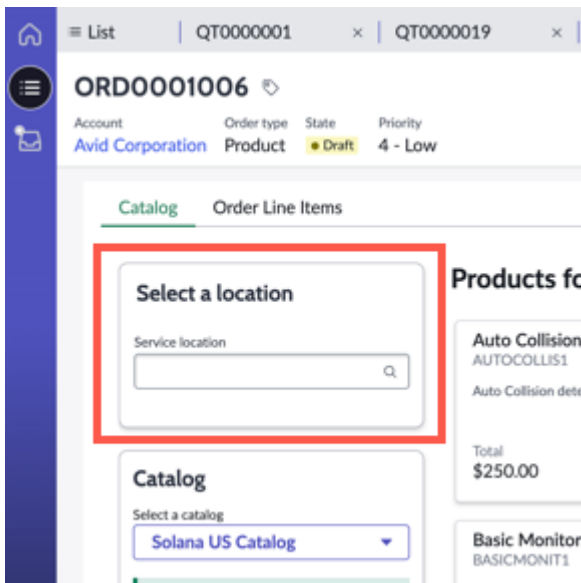 List
QT0000001
QT0000019
ORD0001006
Account
Order type
State
Priority
Avid Corporation
Product
Draft
4 - Low
Catalog
Order Line Items
Select a location
Service location
Products fo
Auto Collision
AUTOCOLLIS1
Auto Collision dete
Total
$250.00
Catalog
Select a catalog
Solana US Catalog
Basic Monitor
BASICMONIT1